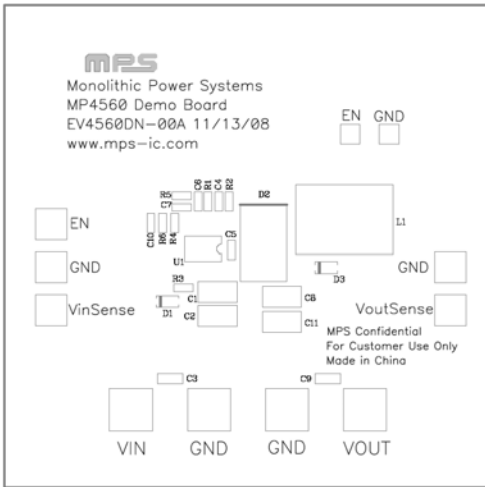 mPS
Monolithic Power Systems
MP4560 Demo Board
EV4560DN-00A 11/13/08
www.mps-ic.com
EN GND
R5 C6 R1 C4 R2
C7
D2
L1
EN
C10 R6 R4
C5
U1
GND
GND
D3
R3
VinSense
C1
C8
VoutSense
D1
C2
C11
MPS Confidential
For Customer Use Only
Made in China
C3
C9
VIN GND GND VOUT